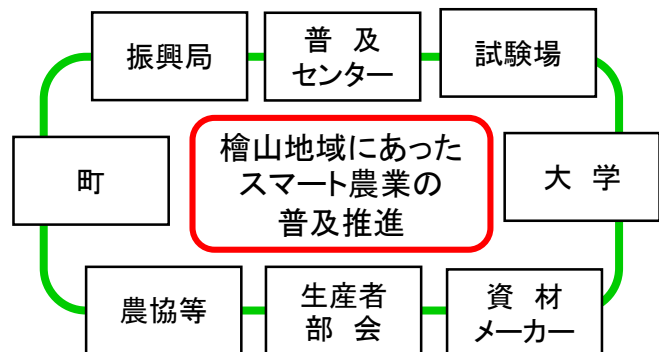 振興局
普 及
センター
試験場
町
檜山地域にあった
スマート農業の
普及推進
大 学
農協等
生産者
部 会
資 材
メーカー